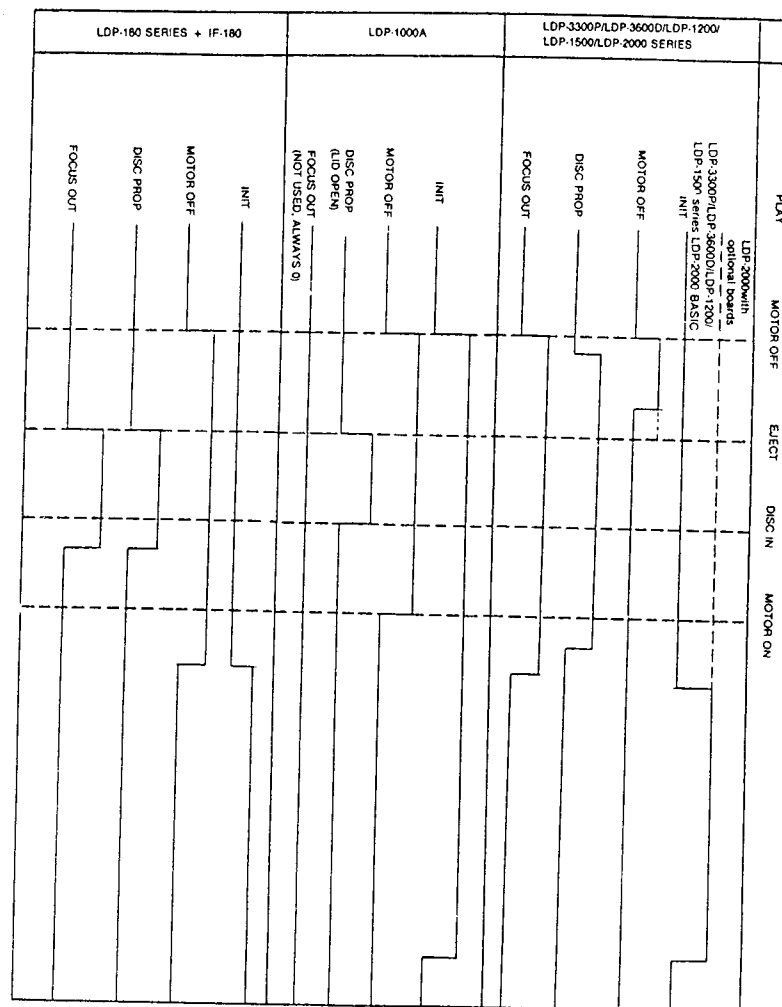 LDP-160 SERIES + IF-180
LDP-1000A
LDP-3300P/LDP-3600D/LDP-1200/
LDP-1500/LDP-2000 SERIES
FOCUS OUT
DISC PROP
MOTOR OFF
INIT
FOCUS OUT
(NOT USED, ALWAYS 0)
DISC PROP
(LID OPEN)
MOTOR OFF
INIT
FOCUS OUT
DISC PROP
MOTOR OFF
LDP-2000 with
optional boards
LDP-3300P/LDP-3600D/LDP-1200/
LDP-1500 series LDP-2000 BASIC
INIT
PLAY
MOTOR OFF
EJECT
DISC IN
MOTOR ON